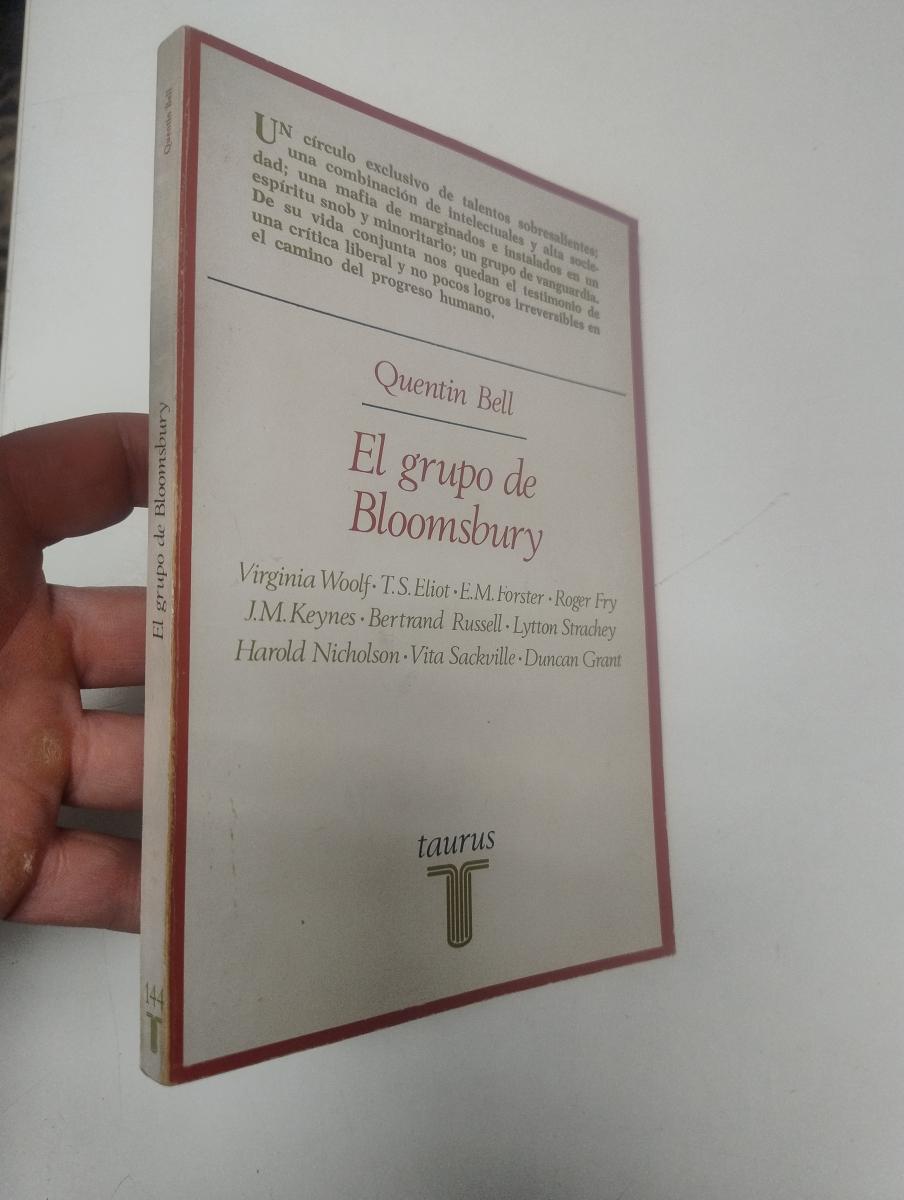 UN círculo exclusivo de talentos sobresalientes;
una combinación de intelectuales y alta socie-
dad; una mafia de marginados e instalados en un
espíritu snob y minoritario; un grupo de vanguardia.
De su vida conjunta nos quedan el testimonio de
una crítica liberal y no pocos logros irreversibles en
el camino del progreso humano.
Quentin Bell
El grupo de
Bloomsbury
Virginia Woolf · T.S. Eliot · E.M. Forster · Roger Fry
J.M. Keynes · Bertrand Russell · Lytton Strachey
Harold Nicholson · Vita Sackville · Duncan Grant
taurus
Quentin Bell
El grupo de Bloomsbury
144